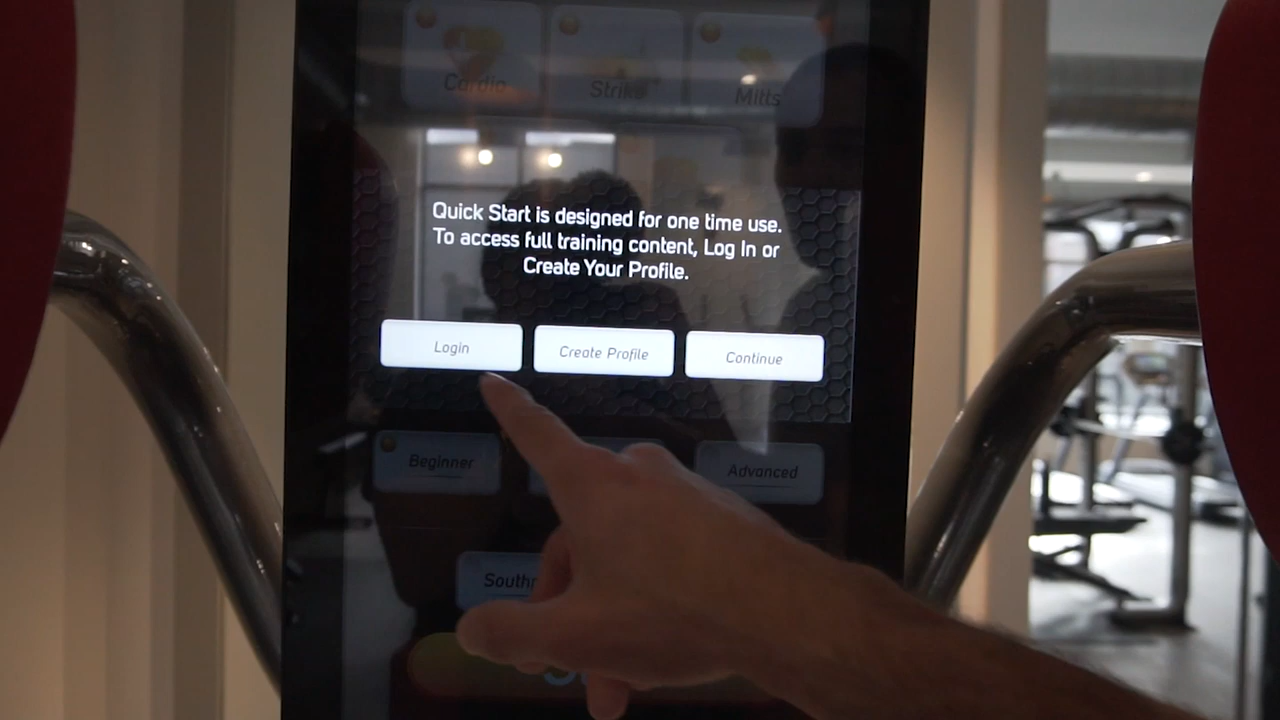 Cardio Strike Mitts
Quick Start is designed for one time use.
To access full training content, Log In or
Create Your Profile.
Login Create Profile Continue
Beginner Advanced